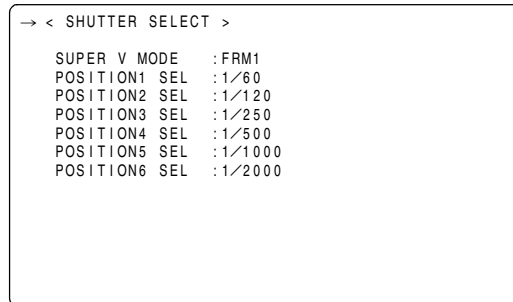 → < SHUTTER SELECT >
SUPER V MODE :FRM1
POSITION1 SEL :1/60
POSITION2 SEL :1/120
POSITION3 SEL :1/250
POSITION4 SEL :1/500
POSITION5 SEL :1/1000
POSITION6 SEL :1/2000